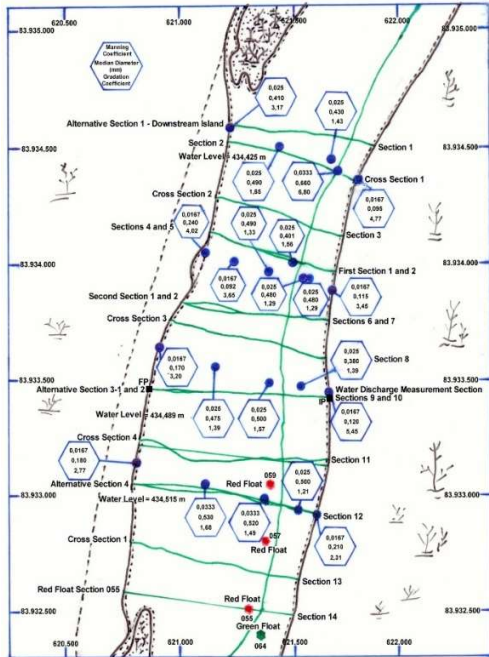 620.500
621.000
621.500
622.000
83.935.000
83.935.000
Manning
Coefficient
Median Diameter
(mm)
Gradation
Coefficient
0,025
0,410
3,17
0,025
0,430
1,43
Alternative Section 1 - Downstream Island
Section 1
83.934.500
83.934.500
Section 2
Water Level = 434,425 m
Cross Section 1
0,025
0,490
1,85
0,0333
0,660
6,80
0,0167
0,095
4,77
Cross Section 2
Section 3
0,0167
0,240
4,02
0,025
0,490
1,33
0,025
0,401
1,56
Sections 4 and 5
83.934.000
83.934.000
First Section 1 and 2
0,0167
0,052
3,65
0,025
0,480
1,29
0,025
0,480
1,29
0,0167
0,115
3,45
Second Section 1 and 2
Cross Section 3
Sections 6 and 7
0,0167
0,170
3,20
0,025
0,380
1,39
Section 8
83.933.500
83.933.500
FP
Alternative Section 3-1 and 2
Water Discharge Measurement Section
Sections 9 and 10
IP
Water Level = 434,489 m
0,025
0,475
1,39
0,025
0,500
1,57
0,0167
0,120
5,45
Cross Section 4
0,0167
0,180
2,77
Section 11
Alternative Section 4
059
Red Float
0,025
0,500
1,21
83.933.000
83.933.000
Water Level = 434,515 m
Section 12
0,0333
0,530
1,68
0,0333
0,520
1,49
057
Red Float
0,0167
0,210
2,31
Cross Section 1
Section 13
Red Float Section 055
Red Float
055
Section 14
83.932.500
83.932.500
Green Float
064
620.500
621.000
621.500
622.000